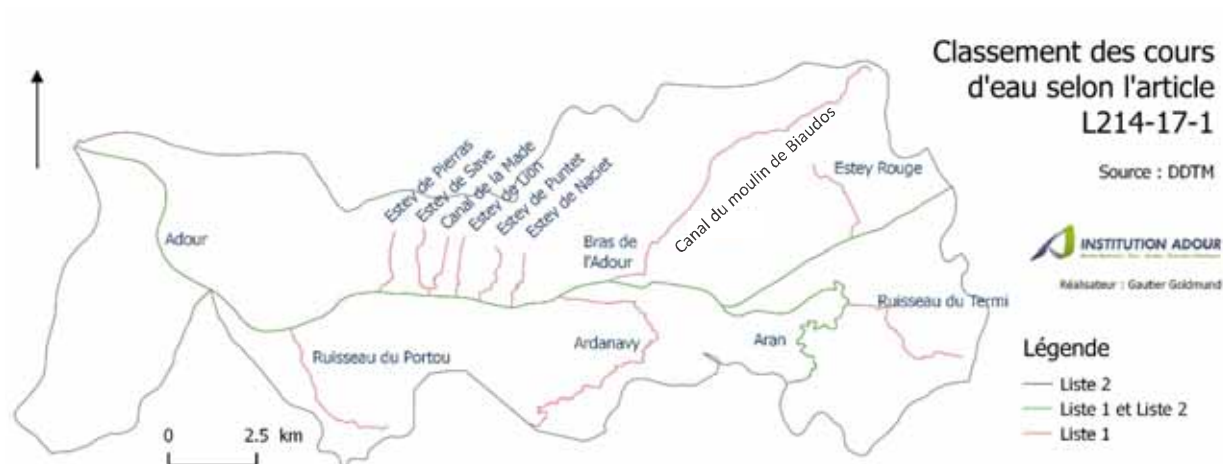 Classement des cours
d'eau selon l'article
L214-17-1
Source : DDTM
INSTITUTION ADOUR
Réalisateur : Gautier Goldmund
Légende
Liste 2
Liste 1 et Liste 2
Liste 1
Adour
Estey de Pierras
Estey de Save
Canal de la Made
Estey de Lion
Estey de Puntet
Estey de Naciet
Bras de
l'Adour
Canal du moulin de Biaudos
Estey Rouge
Ruisseau du Termi
Aran
Ardanavy
Ruisseau du Portou
0 2.5 km